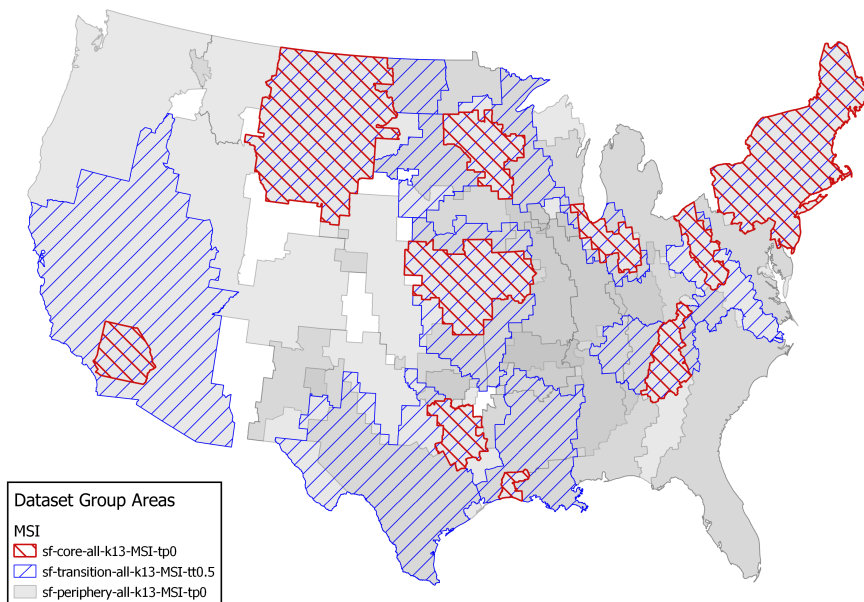 Dataset Group Areas
MSI
sf-core-all-k13-MSI-tp0
sf-transition-all-k13-MSI-tt0.5
sf-periphery-all-k13-MSI-tp0